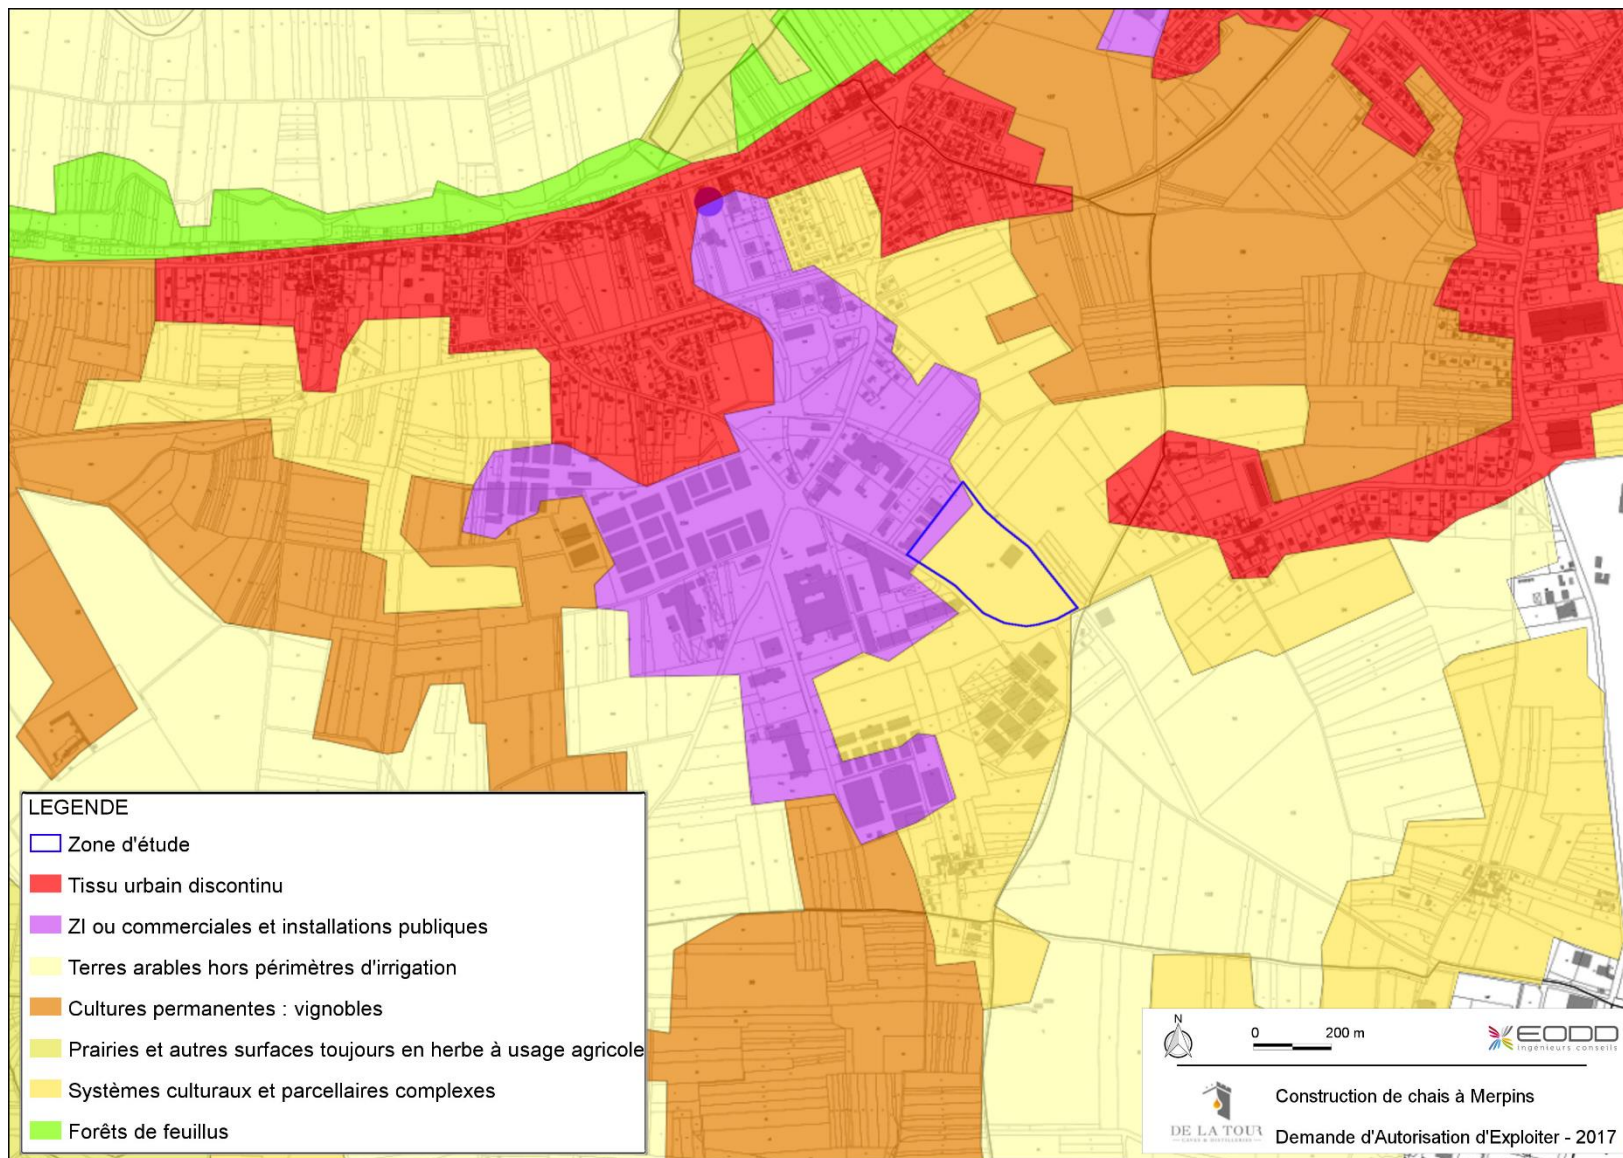 LEGENDE
Zone d'étude
Tissu urbain discontinu
ZI ou commerciales et installations publiques
Terres arables hors périmètres d'irrigation
Cultures permanentes : vignobles
Prairies et autres surfaces toujours en herbe à usage agricole
Systèmes culturaux et parcellaires complexes
Forêts de feuillus
N
0 200 m
EODD
ingénieurs conseils
DE LA TOUR
Construction de chais à Merpins
Demande d'Autorisation d'Exploiter - 2017